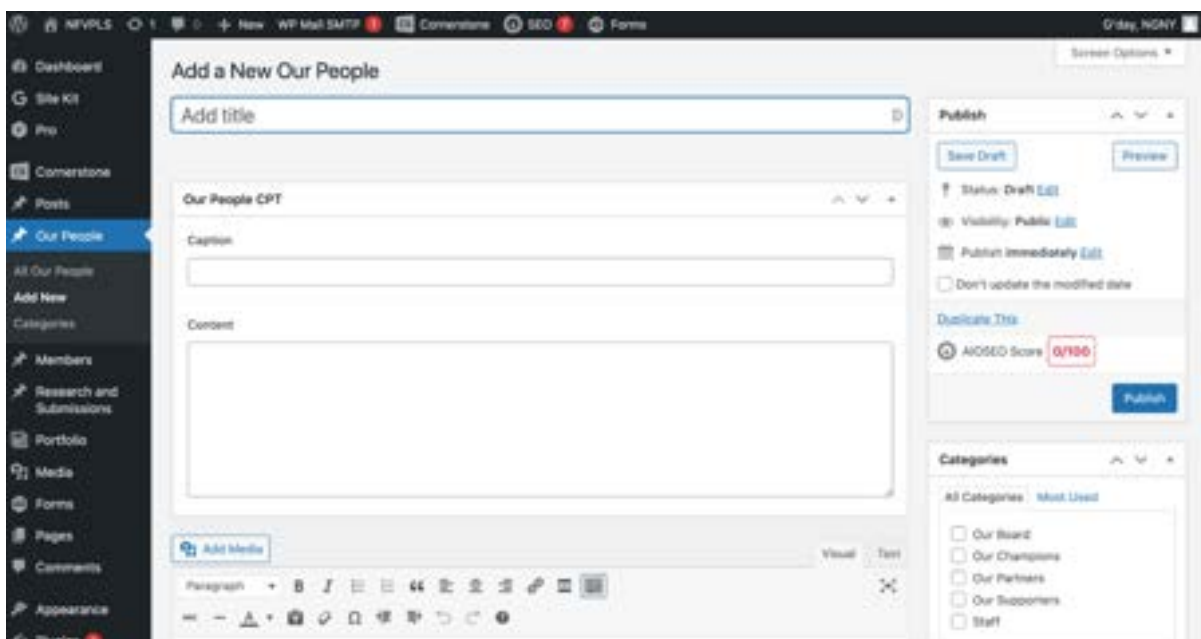 NFVPLS 1 0 New WP Mail SMTP 1 Cornerstone SEO 7 Forms G'day, NGNY
Screen Options
Dashboard
Site Kit
Pro
Cornerstone
Posts
Our People
All Our People
Add New
Categories
Members
Research and
Submissions
Portfolio
Media
Forms
Pages
Comments
Appearance
Add a New Our People
Add title
Our People CPT
Caption
Content
Add Media
Visual Text
Paragraph B I
Publish
Save Draft Preview
Status: Draft Edit
Visibility: Public Edit
Publish immediately Edit
Don't update the modified date
Duplicate This
AIOSEO Score 0/100
Publish
Categories
All Categories Most Used
Our Board
Our Champions
Our Partners
Our Supporters
Staff